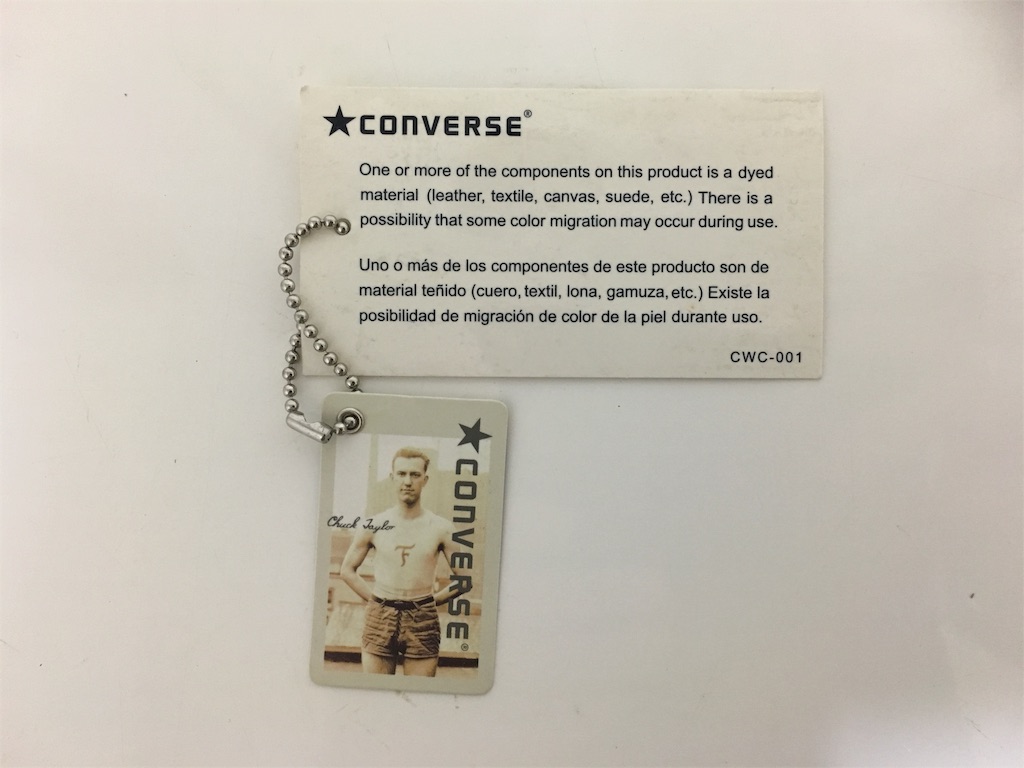 ★CONVERSE®
One or more of the components on this product is a dyed
material (leather, textile, canvas, suede, etc.) There is a
possibility that some color migration may occur during use.
Uno o más de los componentes de este producto son de
material teñido (cuero, textil, lona, gamuza, etc.) Existe la
posibilidad de migración de color de la piel durante uso.
CWC-001
★CONVERSE®
Chuck Taylor
F